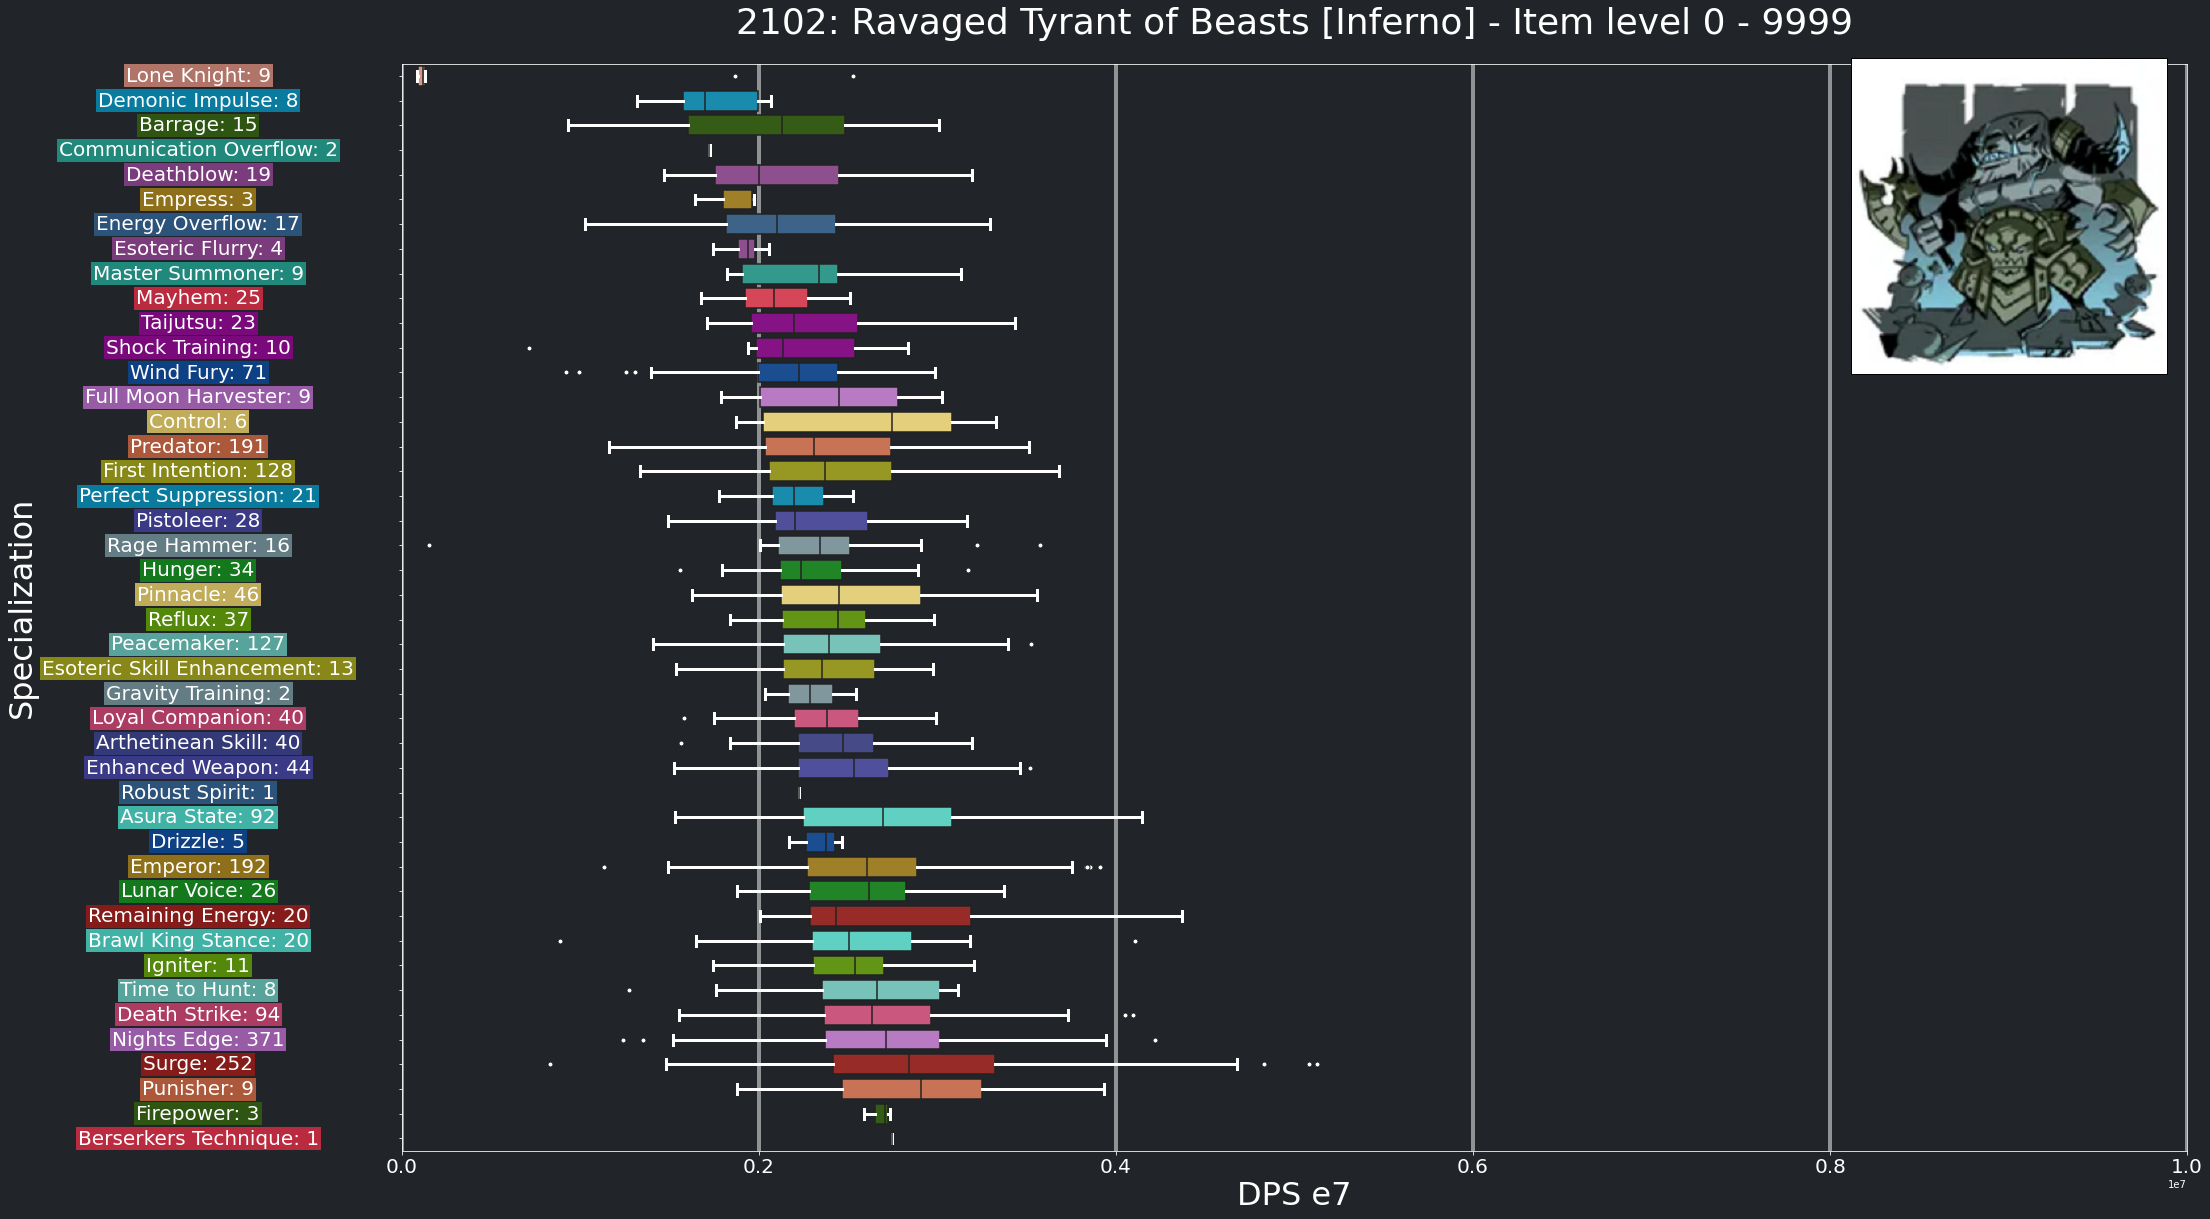 2102: Ravaged Tyrant of Beasts [Inferno] - Item level 0 - 9999
Specialization
Lone Knight: 9
Demonic Impulse: 8
Barrage: 15
Communication Overflow: 2
Deathblow: 19
Empress: 3
Energy Overflow: 17
Esoteric Flurry: 4
Master Summoner: 9
Mayhem: 25
Taijutsu: 23
Shock Training: 10
Wind Fury: 71
Full Moon Harvester: 9
Control: 6
Predator: 191
First Intention: 128
Perfect Suppression: 21
Pistoleer: 28
Rage Hammer: 16
Hunger: 34
Pinnacle: 46
Reflux: 37
Peacemaker: 127
Esoteric Skill Enhancement: 13
Gravity Training: 2
Loyal Companion: 40
Arthetinean Skill: 40
Enhanced Weapon: 44
Robust Spirit: 1
Asura State: 92
Drizzle: 5
Emperor: 192
Lunar Voice: 26
Remaining Energy: 20
Brawl King Stance: 20
Igniter: 11
Time to Hunt: 8
Death Strike: 94
Nights Edge: 371
Surge: 252
Punisher: 9
Firepower: 3
Berserkers Technique: 1
0.0 0.2 0.4 0.6 0.8 1.0
1e7
DPS e7